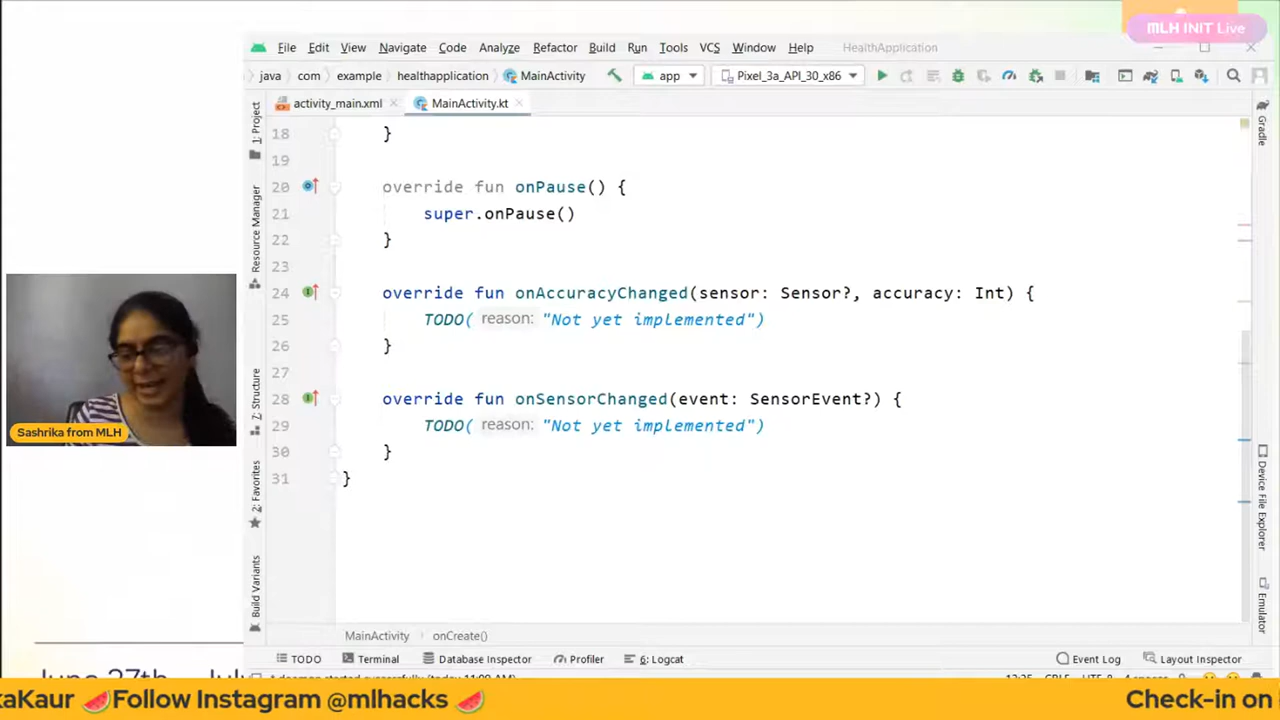 MLH INIT Live
File Edit View Navigate Code Analyze Refactor Build Run Tools VCS Window Help HealthApplication
java com example healthapplication MainActivity app Pixel_3a_API_30_x86
activity_main.xml MainActivity.kt
1: Project
Resource Manager
7: Structure
2: Favorites
Build Variants
18 }
19
20 override fun onPause() {
21 super.onPause()
22 }
23
24 override fun onAccuracyChanged(sensor: Sensor?, accuracy: Int) {
25 TODO( reason: "Not yet implemented")
26 }
27
28 override fun onSensorChanged(event: SensorEvent?) {
29 TODO( reason: "Not yet implemented")
30 }
31 }
Gradle
Device File Explorer
Emulator
Sashrika from MLH
MainActivity onCreate()
TODO Terminal Database Inspector Profiler 6: Logcat Event Log Layout Inspector
kaKaur 🍉Follow Instagram @mlhacks 🍉 Check-in on